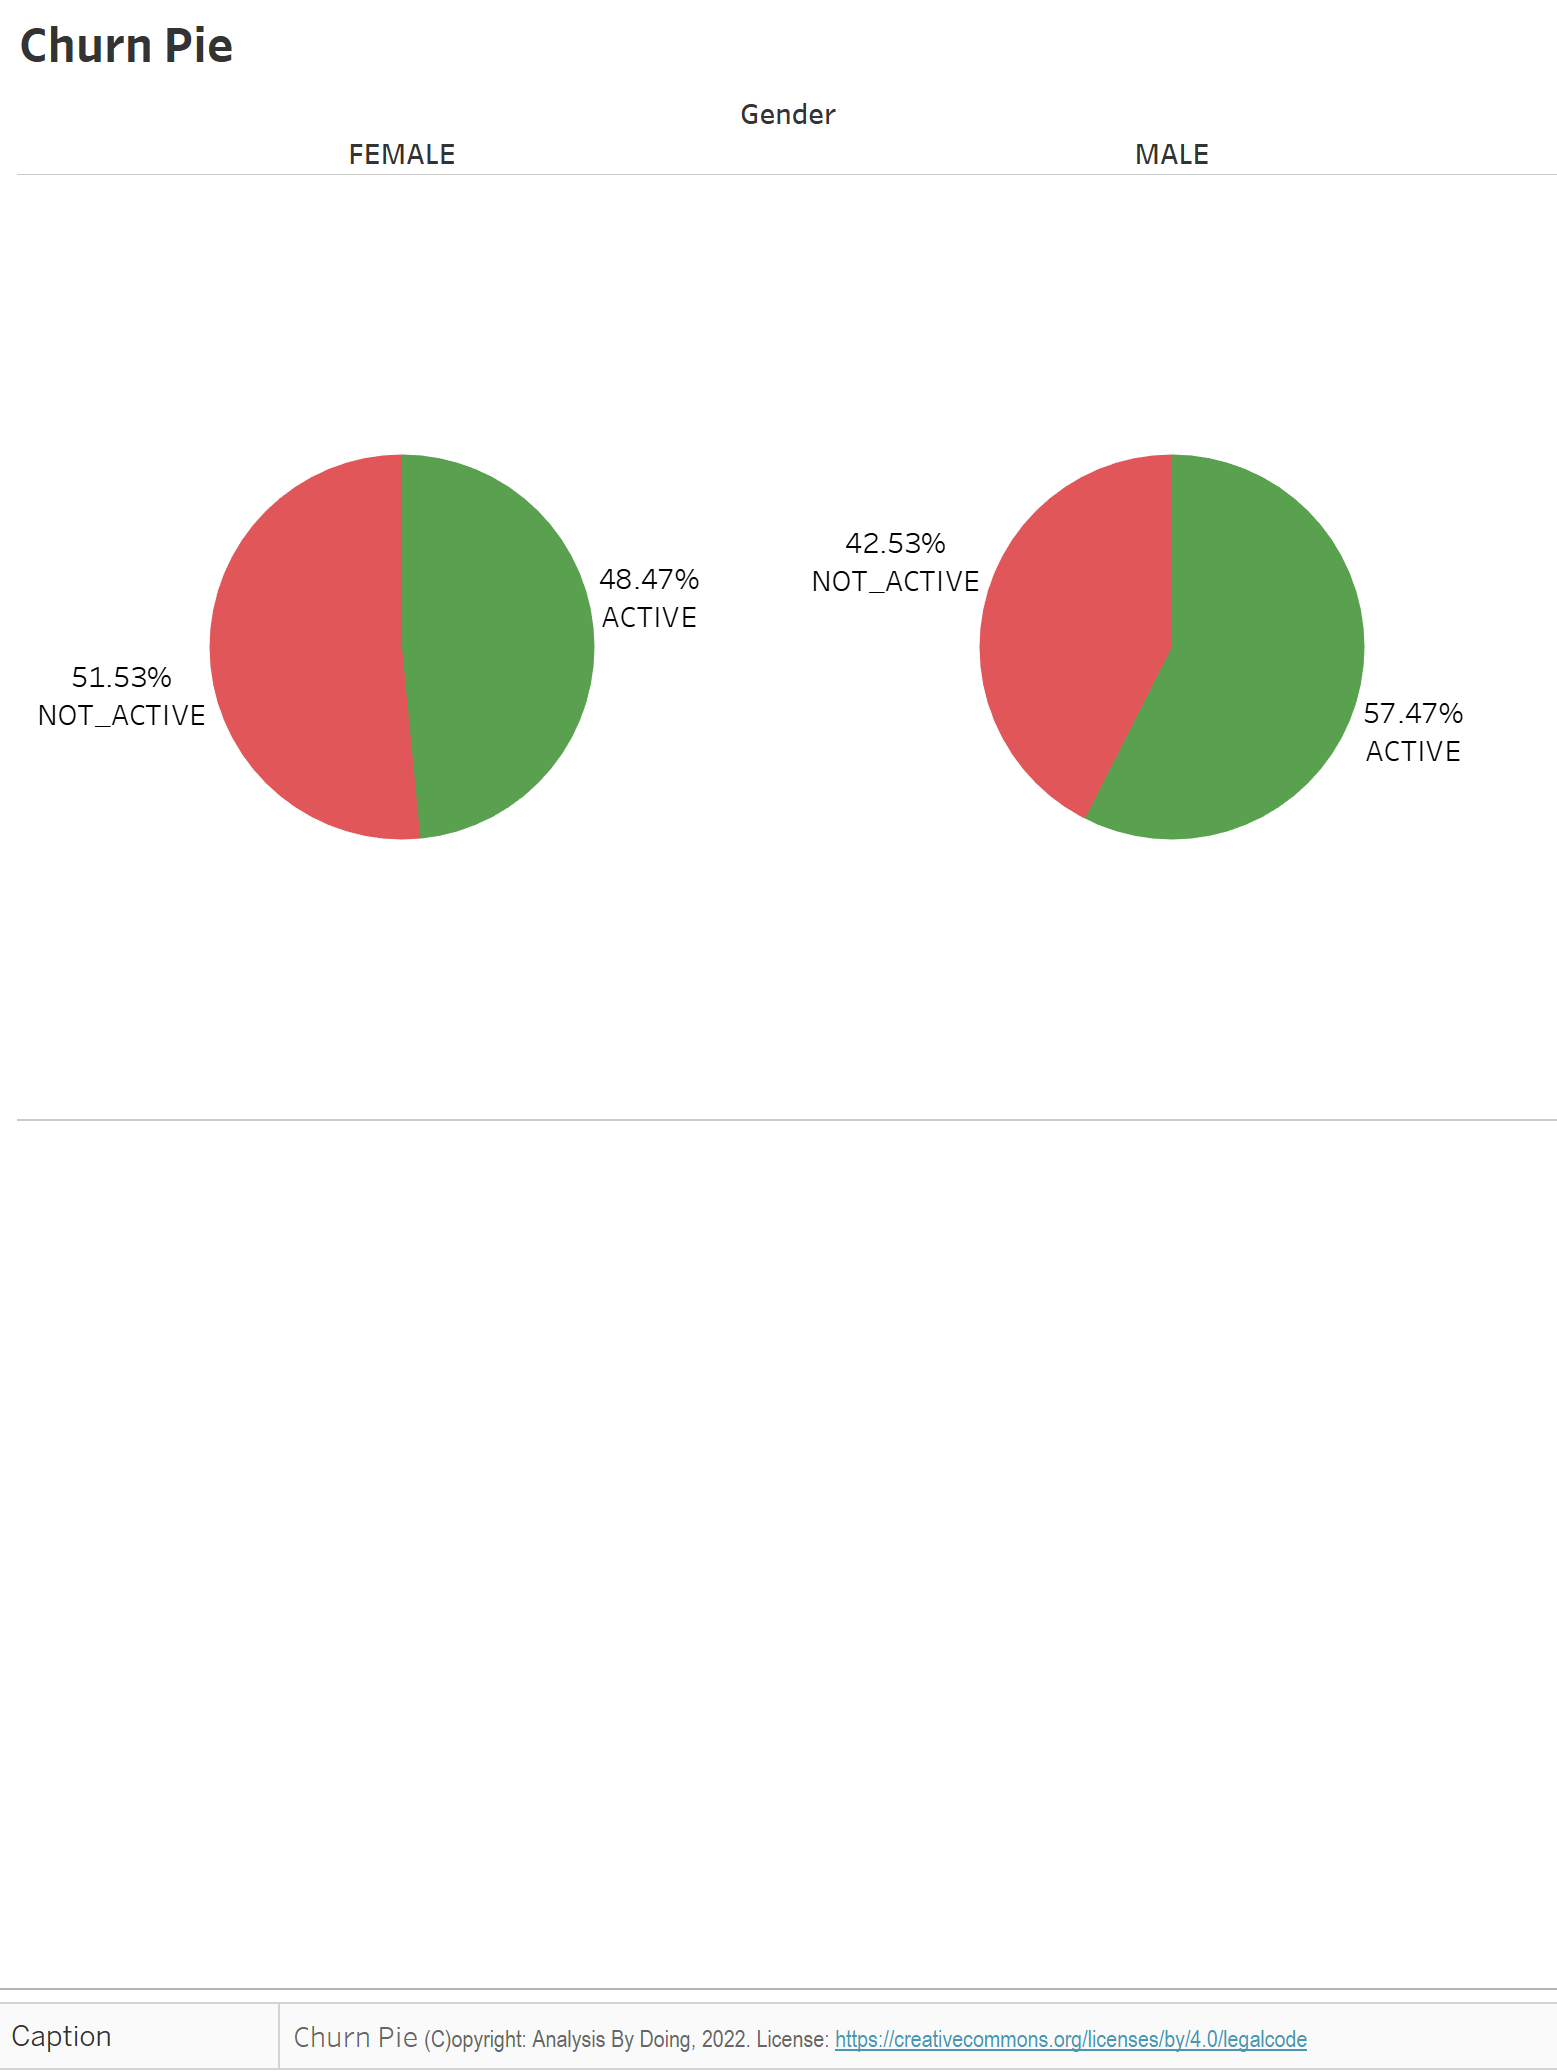 Churn Pie
Gender
FEMALE MALE
42.53%
NOT_ACTIVE
48.47%
ACTIVE
51.53%
NOT_ACTIVE
57.47%
ACTIVE
Caption
Churn Pie (C)opyright: Analysis By Doing, 2022. License: https://creativecommons.org/licenses/by/4.0/legalcode